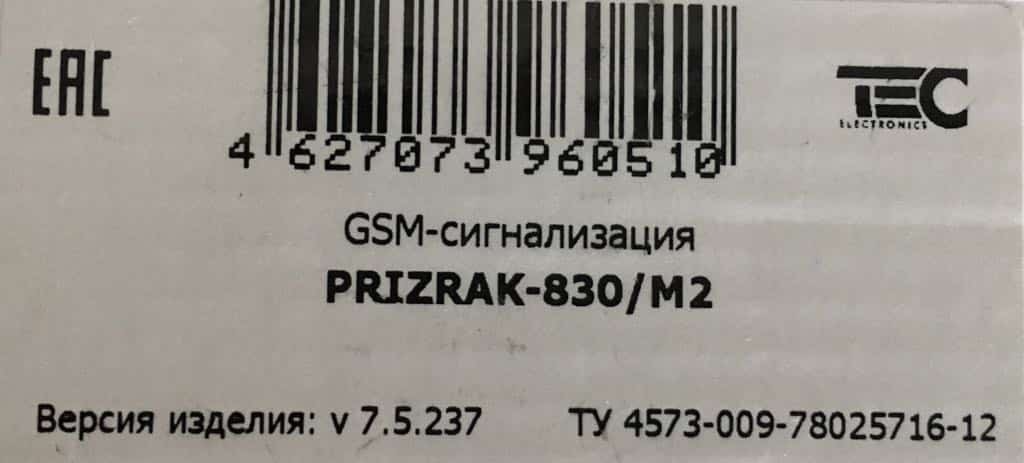 EAC
TEC
ELECTRONICS
4 627073 960510
GSM-сигнализация
PRIZRAK-830/M2
Версия изделия: v 7.5.237 ТУ 4573-009-78025716-12